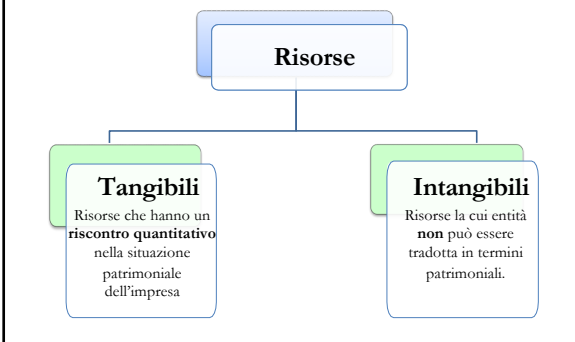 Risorse
Tangibili
Risorse che hanno un
riscontro quantitativo
nella situazione
patrimoniale
dell'impresa
Intangibili
Risorse la cui entità
non può essere
tradotta in termini
patrimoniali.